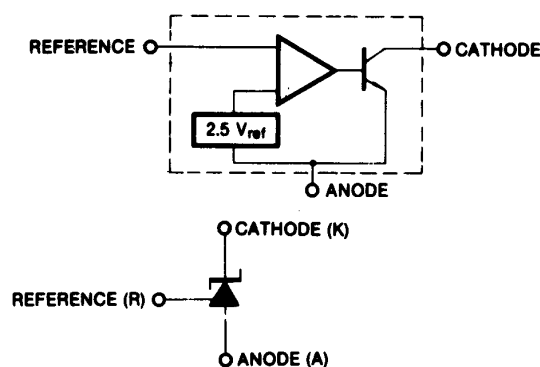 REFERENCE
CATHODE
2.5 Vref
ANODE
CATHODE (K)
REFERENCE (R)
ANODE (A)